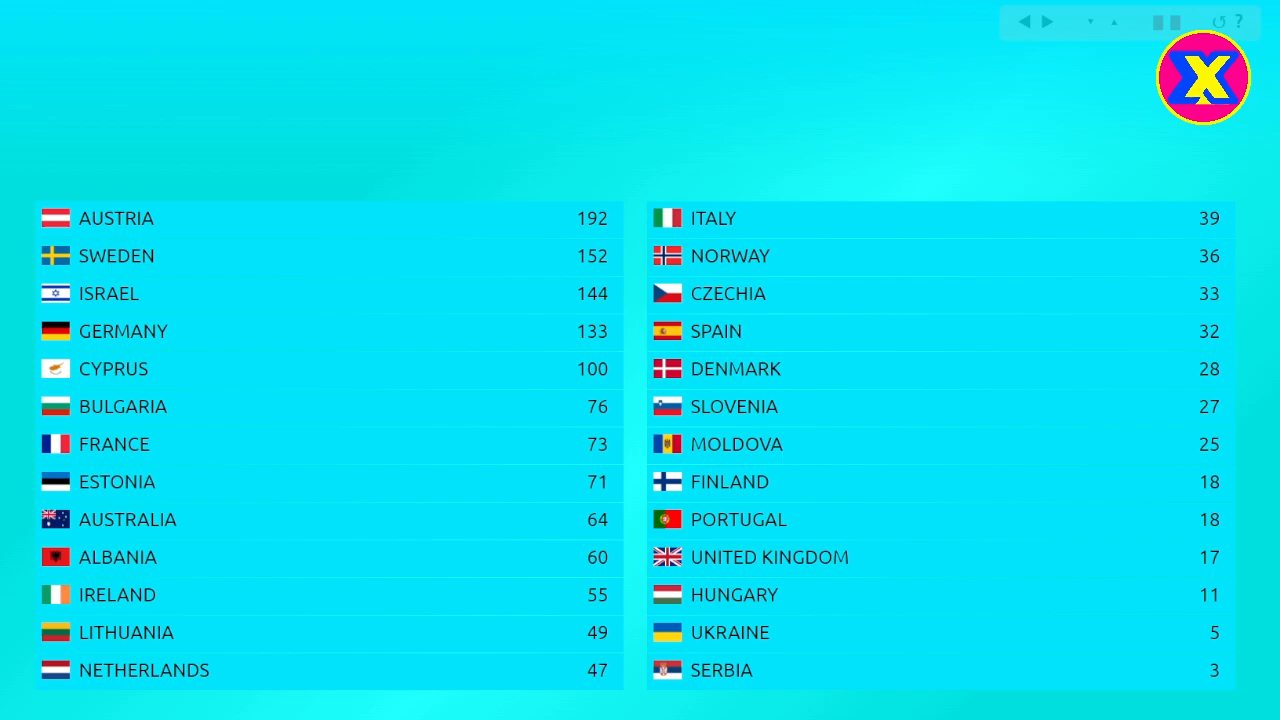 AUSTRIA 192
SWEDEN 152
ISRAEL 144
GERMANY 133
CYPRUS 100
BULGARIA 76
FRANCE 73
ESTONIA 71
AUSTRALIA 64
ALBANIA 60
IRELAND 55
LITHUANIA 49
NETHERLANDS 47
ITALY 39
NORWAY 36
CZECHIA 33
SPAIN 32
DENMARK 28
SLOVENIA 27
MOLDOVA 25
FINLAND 18
PORTUGAL 18
UNITED KINGDOM 17
HUNGARY 11
UKRAINE 5
SERBIA 3
?
X